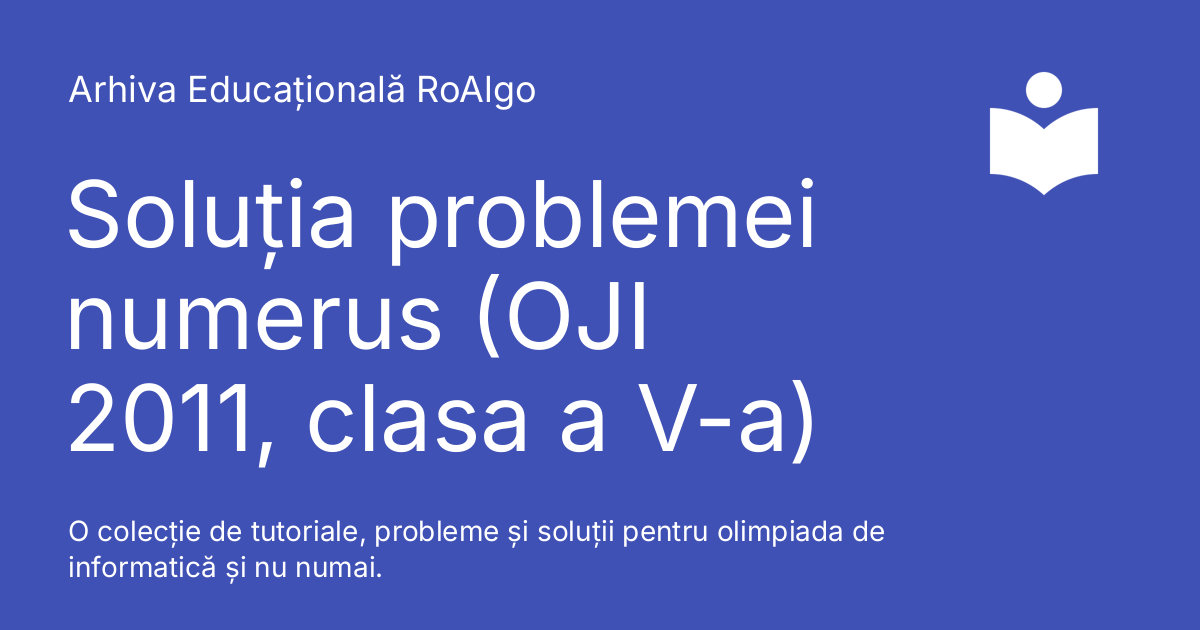 Arhiva Educațională RoAlgo
Soluția problemei
numerus (OJI
2011, clasa a V-a)
O colecție de tutoriale, probleme și soluții pentru olimpiada de
informatică și nu numai.